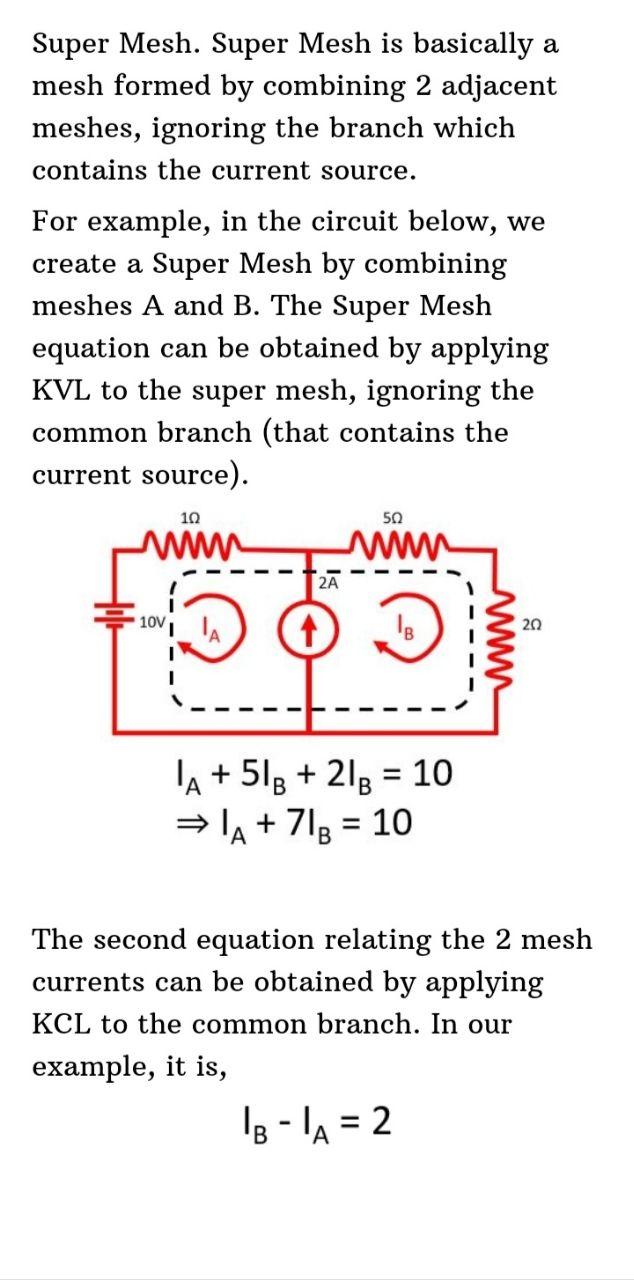 Super Mesh. Super Mesh is basically a
mesh formed by combining 2 adjacent
meshes, ignoring the branch which
contains the current source.
For example, in the circuit below, we
create a Super Mesh by combining
meshes A and B. The Super Mesh
equation can be obtained by applying
KVL to the super mesh, ignoring the
common branch (that contains the
current source).
1Ω 5Ω
2A
10V I_A I_B 2Ω
I_A + 5I_B + 2I_B = 10
⇒ I_A + 7I_B = 10
The second equation relating the 2 mesh
currents can be obtained by applying
KCL to the common branch. In our
example, it is,
I_B - I_A = 2